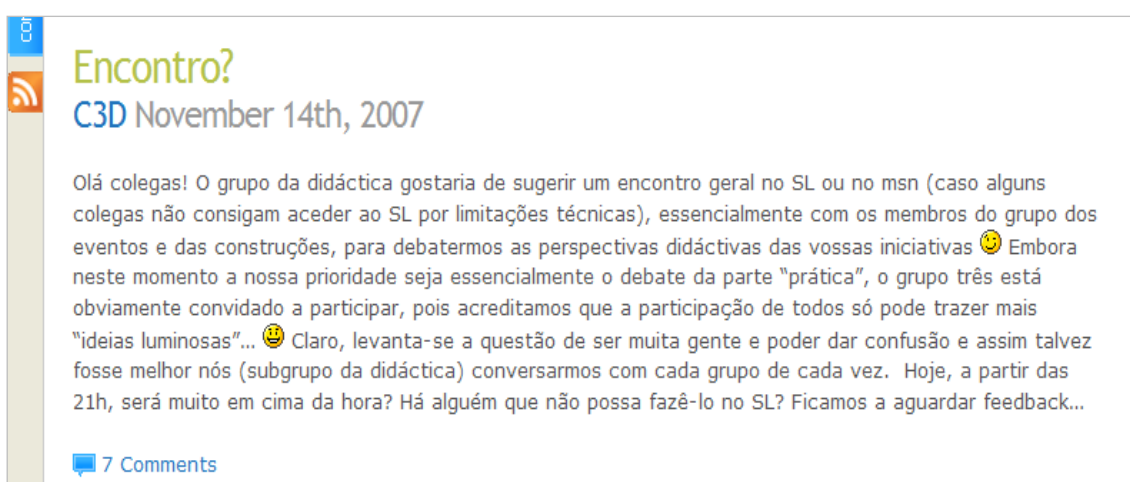 co
Encontro?
C3D November 14th, 2007
Olá colegas! O grupo da didáctica gostaria de sugerir um encontro geral no SL ou no msn (caso alguns
colegas não consigam aceder ao SL por limitações técnicas), essencialmente com os membros do grupo dos
eventos e das construções, para debatermos as perspectivas didáctivas das vossas iniciativas Embora
neste momento a nossa prioridade seja essencialmente o debate da parte “prática”, o grupo três está
obviamente convidado a participar, pois acreditamos que a participação de todos só pode trazer mais
“ideias luminosas”... Claro, levanta-se a questão de ser muita gente e poder dar confusão e assim talvez
fosse melhor nós (subgrupo da didáctica) conversarmos com cada grupo de cada vez. Hoje, a partir das
21h, será muito em cima da hora? Há alguém que não possa fazê-lo no SL? Ficamos a aguardar feedback...
7 Comments